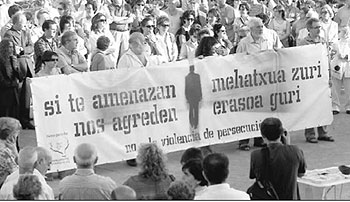 si te amenazan
nos agreden
mehatxua zuri
erasoa guri
no a la violencia de persecución